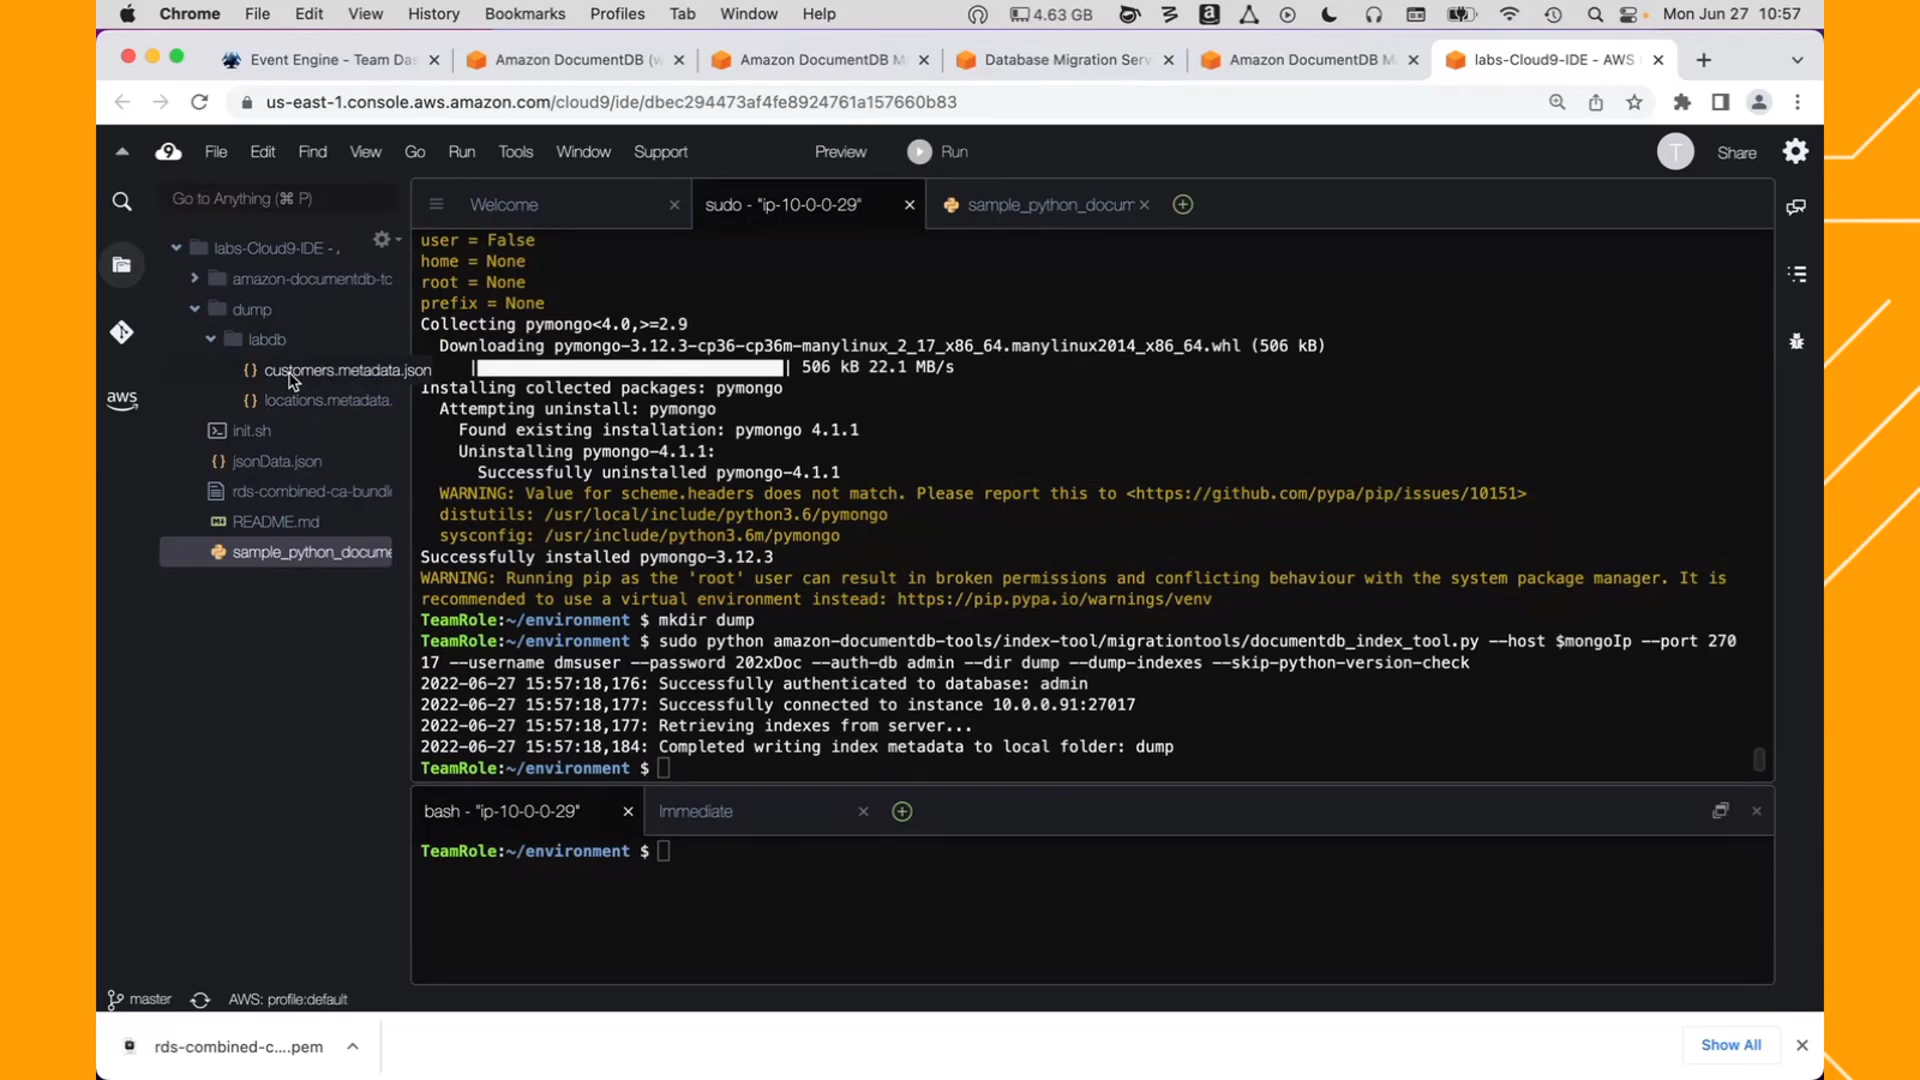 Chrome File Edit View History Bookmarks Profiles Tab Window Help 4.63 GB Mon Jun 27 10:57
Event Engine - Team Das
Amazon DocumentDB (w
Amazon DocumentDB M
Database Migration Serv
Amazon DocumentDB M
labs-Cloud9-IDE - AWS
us-east-1.console.aws.amazon.com/cloud9/ide/dbec294473af4fe8924761a157660b83
9 File Edit Find View Go Run Tools Window Support Preview Run T Share
Go to Anything (⌘ P)
Welcome
sudo - "ip-10-0-0-29"
sample_python_docum
labs-Cloud9-IDE - ,
amazon-documentdb-to
dump
labdb
customers.metadata.json
locations.metadata.
init.sh
jsonData.json
rds-combined-ca-bundle
README.md
sample_python_docume
aws
user = False
home = None
root = None
prefix = None
Collecting pymongo<4.0,>=2.9
Downloading pymongo-3.12.3-cp36-cp36m-manylinux_2_17_x86_64.manylinux2014_x86_64.whl (506 kB)
|████████████████████████████████| 506 kB 22.1 MB/s
Installing collected packages: pymongo
Attempting uninstall: pymongo
Found existing installation: pymongo 4.1.1
Uninstalling pymongo-4.1.1:
Successfully uninstalled pymongo-4.1.1
WARNING: Value for scheme.headers does not match. Please report this to <https://github.com/pypa/pip/issues/10151>
distutils: /usr/local/include/python3.6/pymongo
sysconfig: /usr/include/python3.6m/pymongo
Successfully installed pymongo-3.12.3
WARNING: Running pip as the 'root' user can result in broken permissions and conflicting behaviour with the system package manager. It is
recommended to use a virtual environment instead: https://pip.pypa.io/warnings/venv
TeamRole:~/environment $ mkdir dump
TeamRole:~/environment $ sudo python amazon-documentdb-tools/index-tool/migrationtools/documentdb_index_tool.py --host $mongoIp --port 270
17 --username dmsuser --password 202xDoc --auth-db admin --dir dump --dump-indexes --skip-python-version-check
2022-06-27 15:57:18,176: Successfully authenticated to database: admin
2022-06-27 15:57:18,177: Successfully connected to instance 10.0.0.91:27017
2022-06-27 15:57:18,177: Retrieving indexes from server...
2022-06-27 15:57:18,184: Completed writing index metadata to local folder: dump
TeamRole:~/environment $
bash - "ip-10-0-0-29"
Immediate
TeamRole:~/environment $
master AWS: profile:default
rds-combined-c....pem
Show All